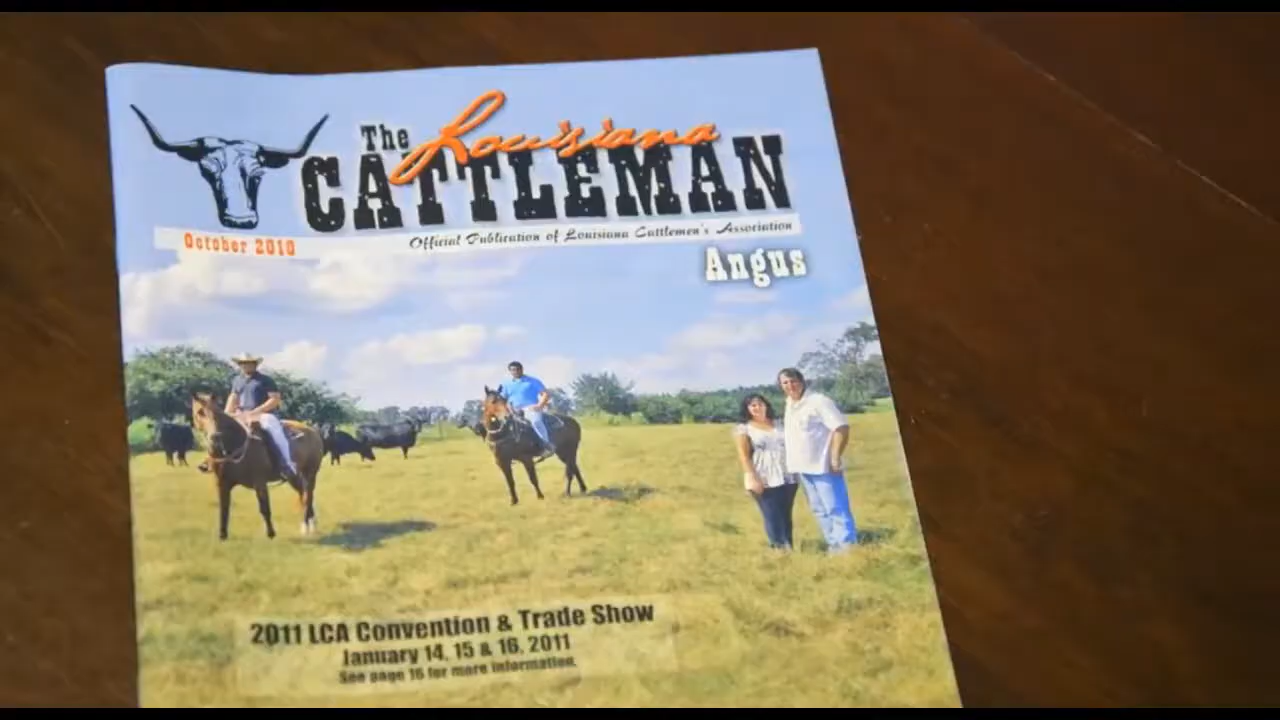 The Louisiana
CATTLEMAN
Official Publication of Louisiana Cattlemen's Association
October 2010
Angus
2011 LCA Convention & Trade Show
January 14, 15 & 16, 2011
See page 16 for more information.